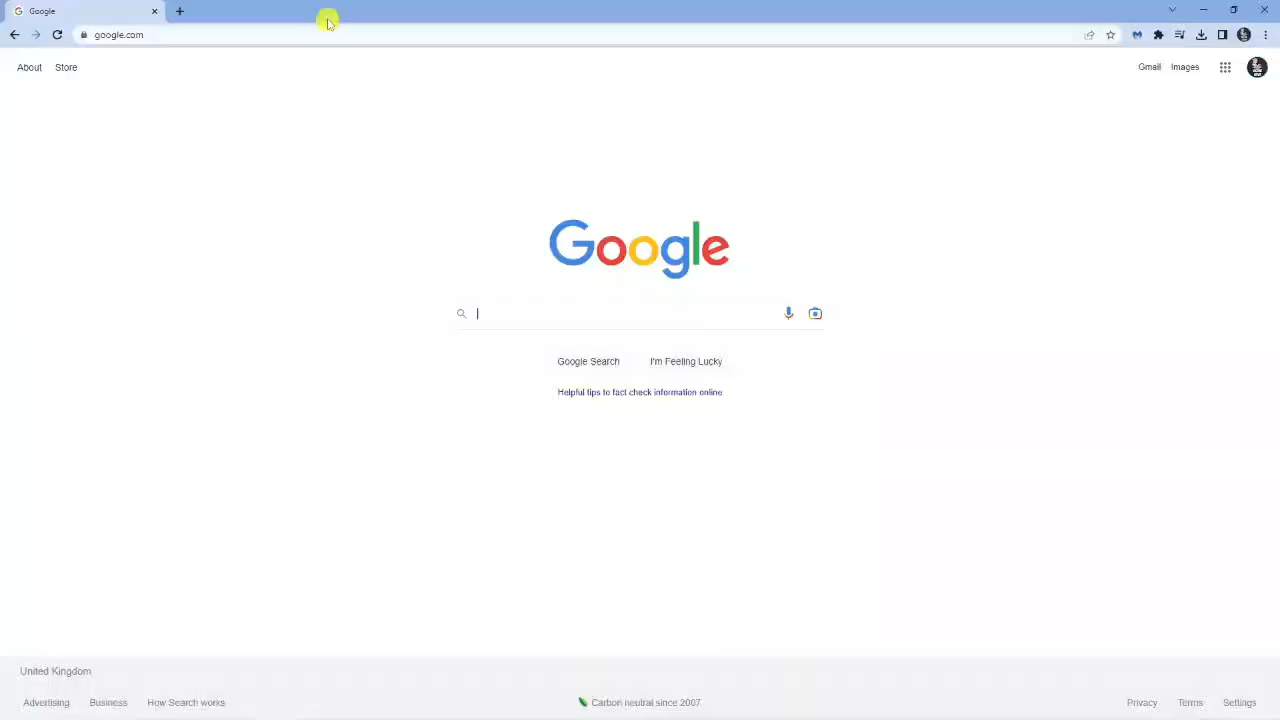 Google
google.com
About Store
Gmail Images
Google
Google Search I'm Feeling Lucky
Helpful tips to fact check information online
United Kingdom
Advertising Business How Search works
Carbon neutral since 2007
Privacy Terms Settings